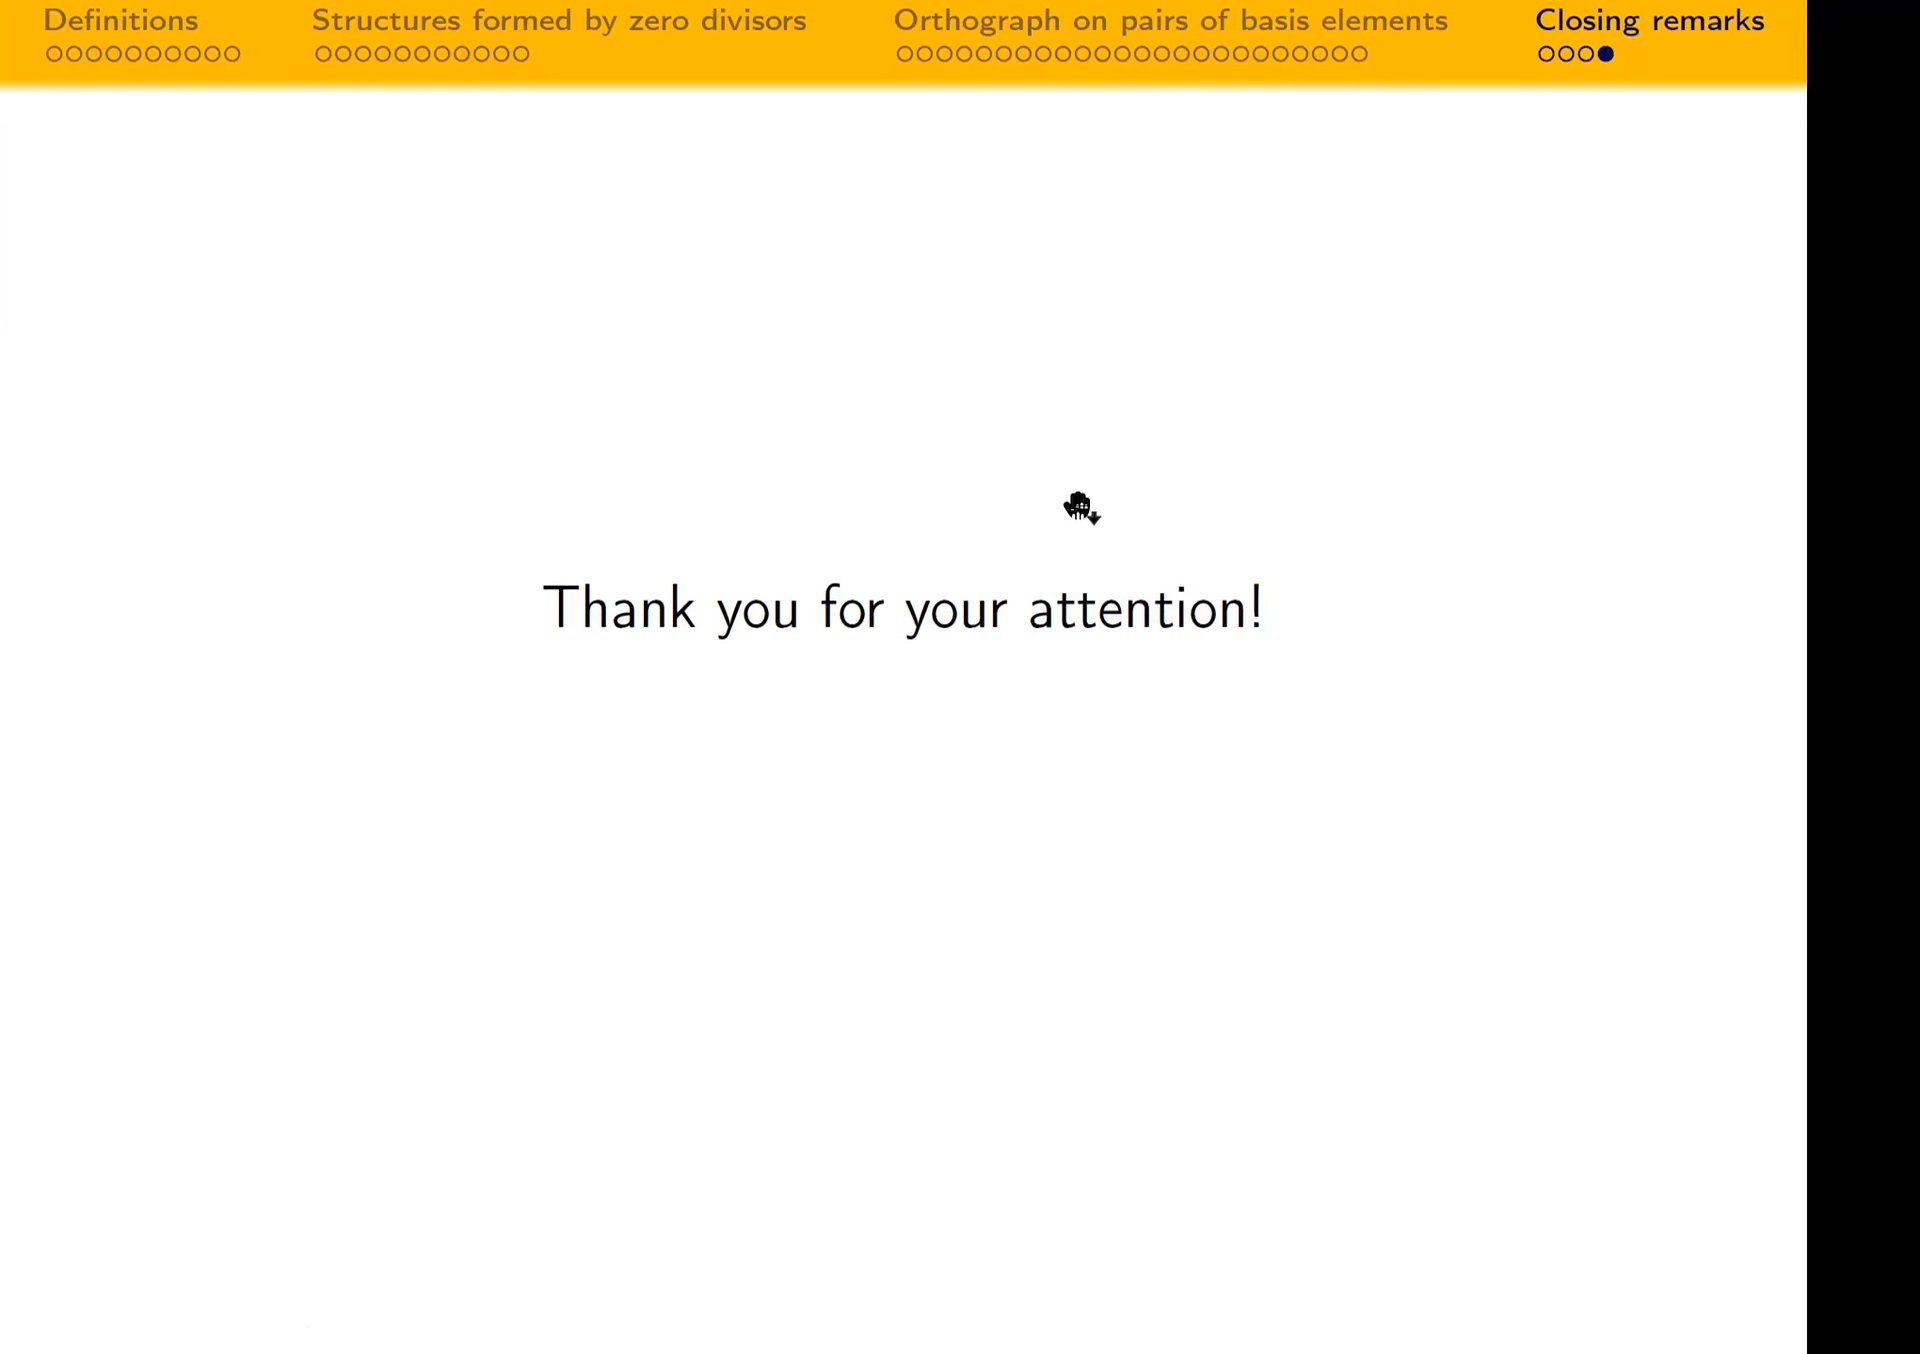 Definitions
Structures formed by zero divisors
Orthograph on pairs of basis elements
Closing remarks
Thank you for your attention!